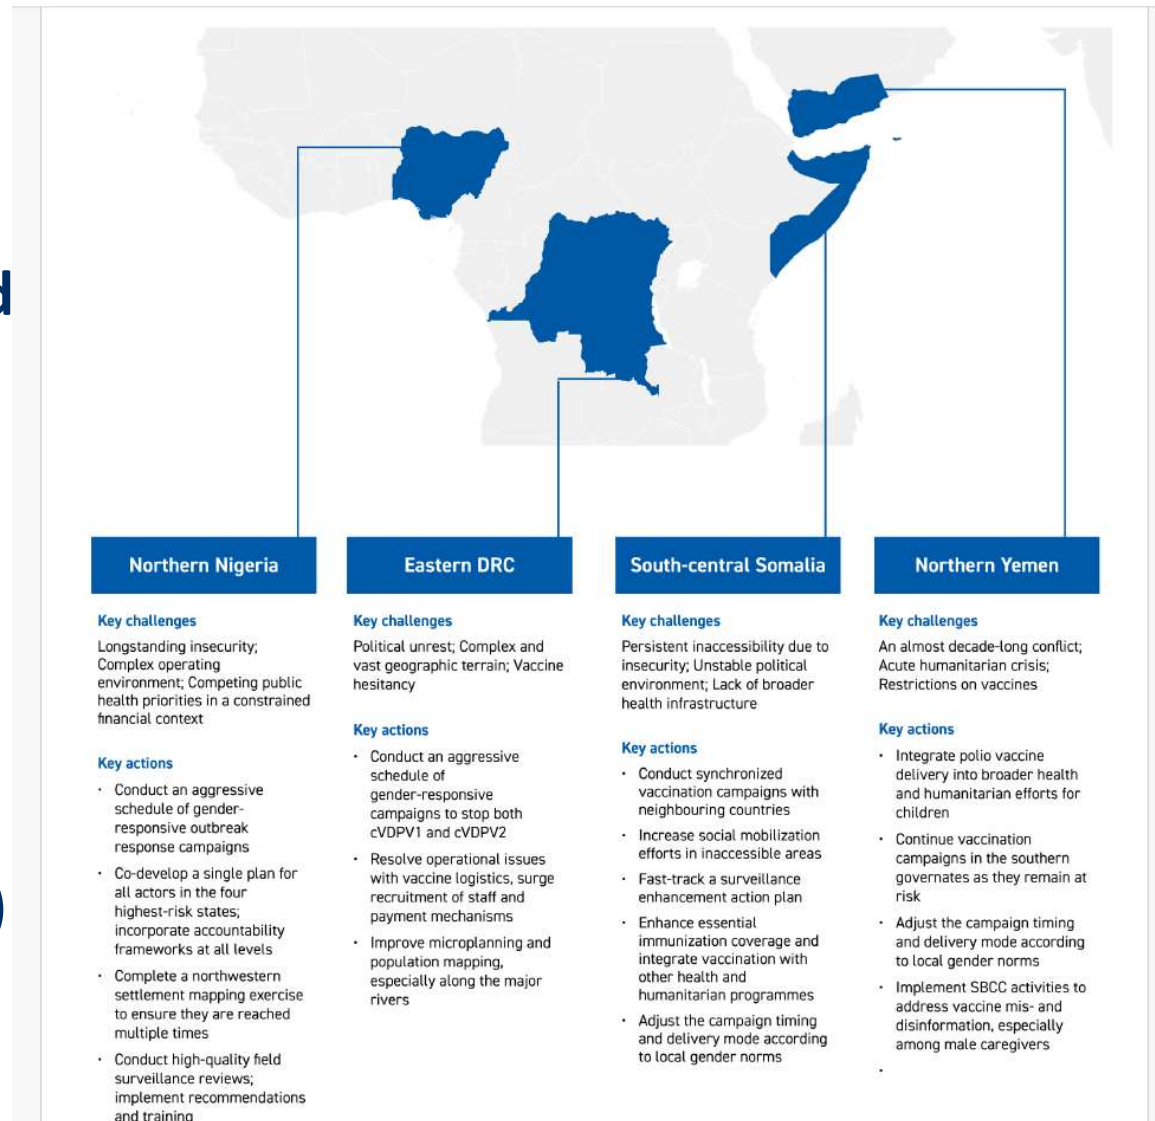 d
)
Northern Nigeria
Key challenges
Longstanding insecurity;
Complex operating
environment; Competing public
health priorities in a constrained
financial context
Key actions
· Conduct an aggressive
schedule of gender-
responsive outbreak
response campaigns
· Co-develop a single plan for
all actors in the four
highest-risk states;
incorporate accountability
frameworks at all levels
· Complete a northwestern
settlement mapping exercise
to ensure they are reached
multiple times
· Conduct high-quality field
surveillance reviews;
implement recommendations
and training
Eastern DRC
Key challenges
Political unrest; Complex and
vast geographic terrain; Vaccine
hesitancy
Key actions
· Conduct an aggressive
schedule of
gender-responsive
campaigns to stop both
cVDPV1 and cVDPV2
· Resolve operational issues
with vaccine logistics, surge
recruitment of staff and
payment mechanisms
· Improve microplanning and
population mapping,
especially along the major
rivers
South-central Somalia
Key challenges
Persistent inaccessibility due to
insecurity; Unstable political
environment; Lack of broader
health infrastructure
Key actions
· Conduct synchronized
vaccination campaigns with
neighbouring countries
· Increase social mobilization
efforts in inaccessible areas
· Fast-track a surveillance
enhancement action plan
· Enhance essential
immunization coverage and
integrate vaccination with
other health and
humanitarian programmes
· Adjust the campaign timing
and delivery mode according
to local gender norms
Northern Yemen
Key challenges
An almost decade-long conflict;
Acute humanitarian crisis;
Restrictions on vaccines
Key actions
· Integrate polio vaccine
delivery into broader health
and humanitarian efforts for
children
· Continue vaccination
campaigns in the southern
governates as they remain at
risk
· Adjust the campaign timing
and delivery mode according
to local gender norms
· Implement SBCC activities to
address vaccine mis- and
disinformation, especially
among male caregivers
·